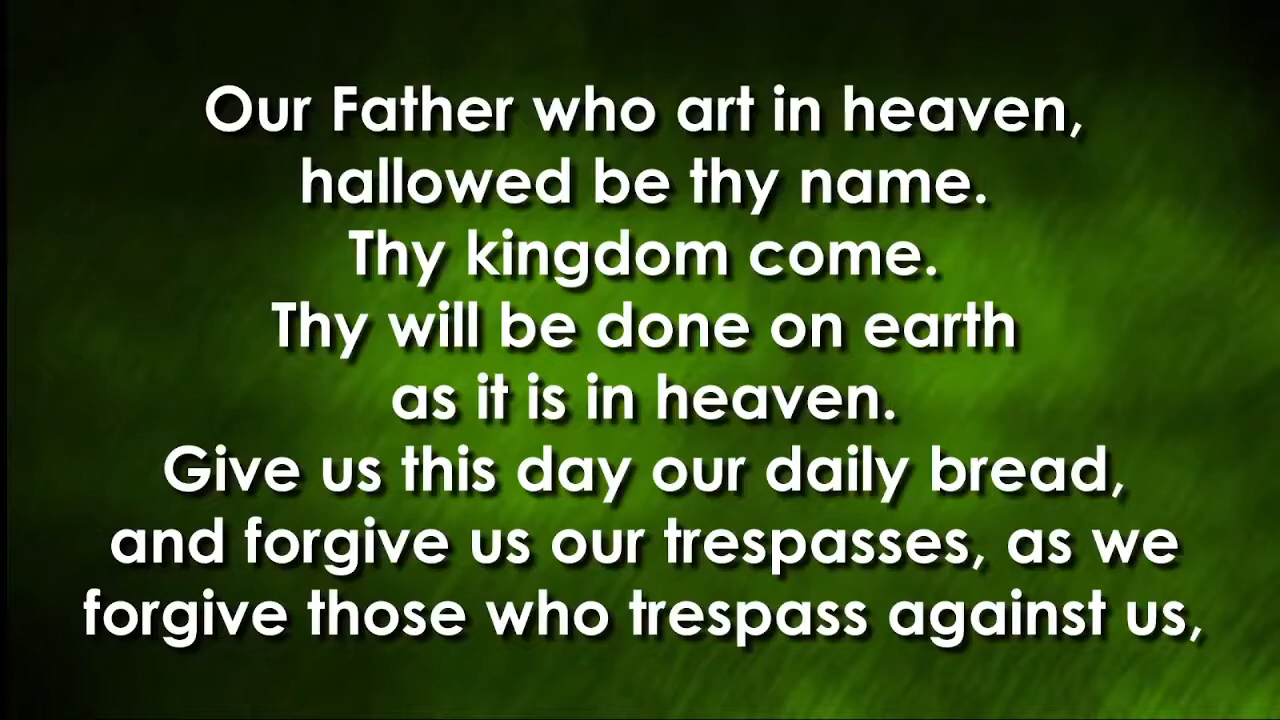 Our Father who art in heaven,
hallowed be thy name.
Thy kingdom come.
Thy will be done on earth
as it is in heaven.
Give us this day our daily bread,
and forgive us our trespasses, as we
forgive those who trespass against us,